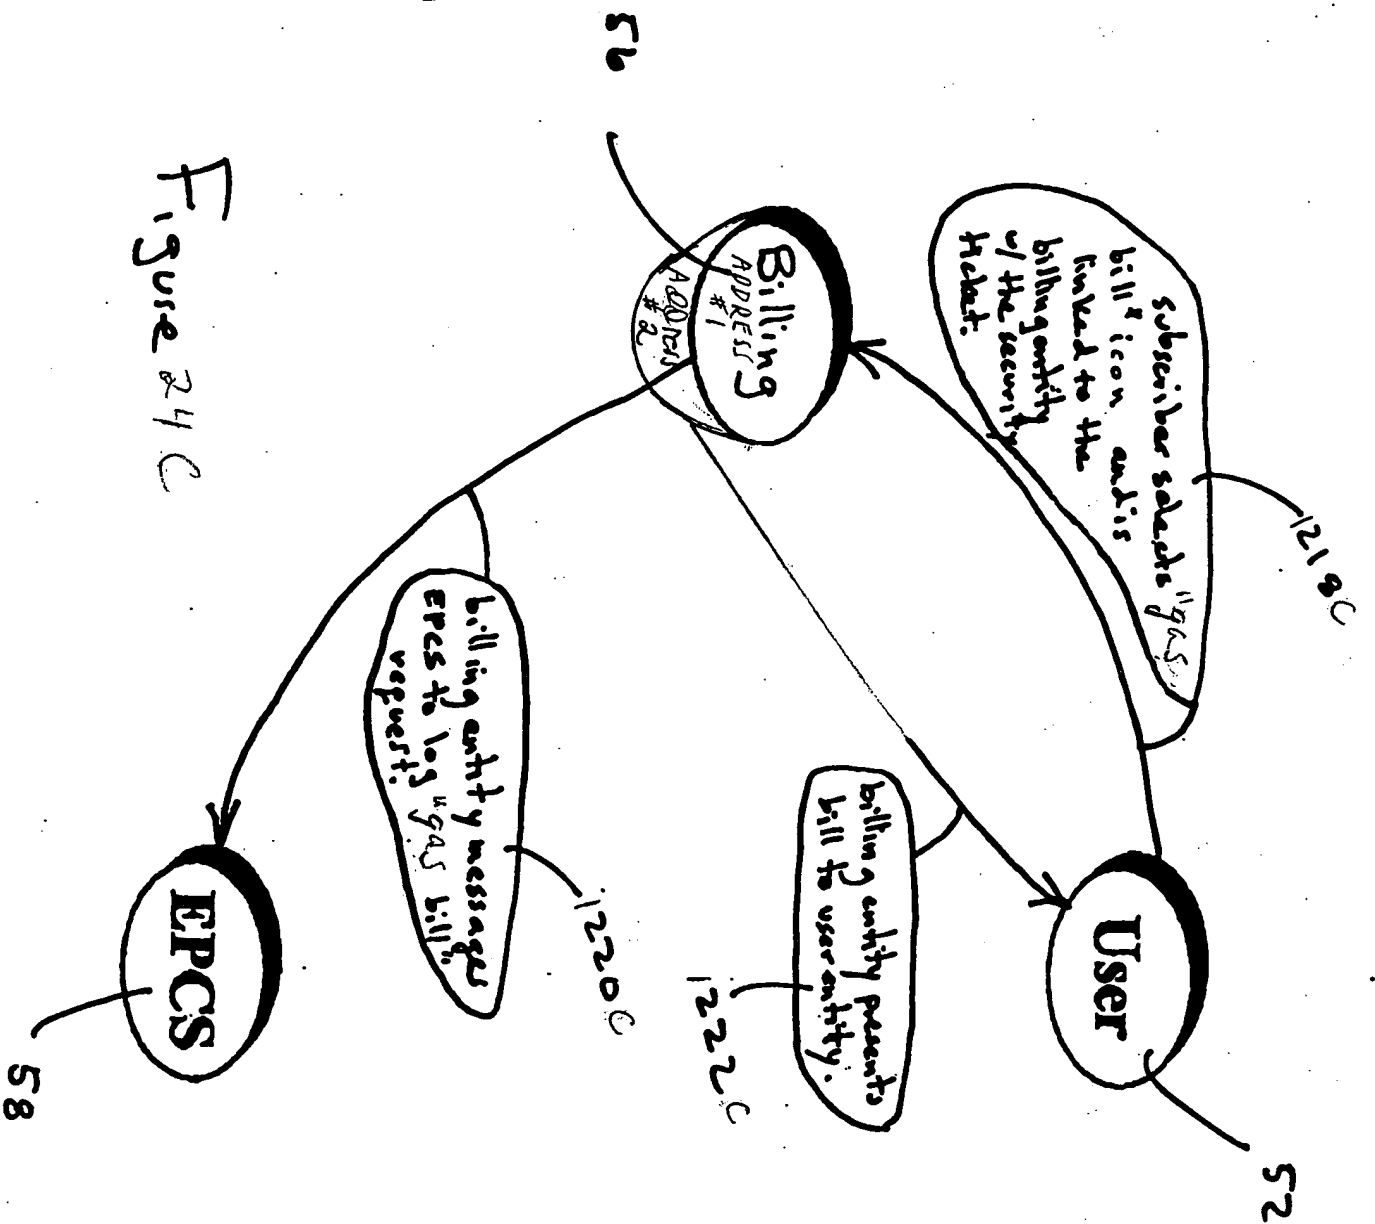 1218C
subscriber selects "gas
bill" icon and is
linked to the
billing entity
w/ the security
ticket.
52
User
billing entity presents
bill to user entity.
1222C
56
Billing
ADDRESS
#1
ADDRESS
#2
billing entity messages
EPCS to log "gas bill".
request.
1220C
EPCS
58
Figure 24C